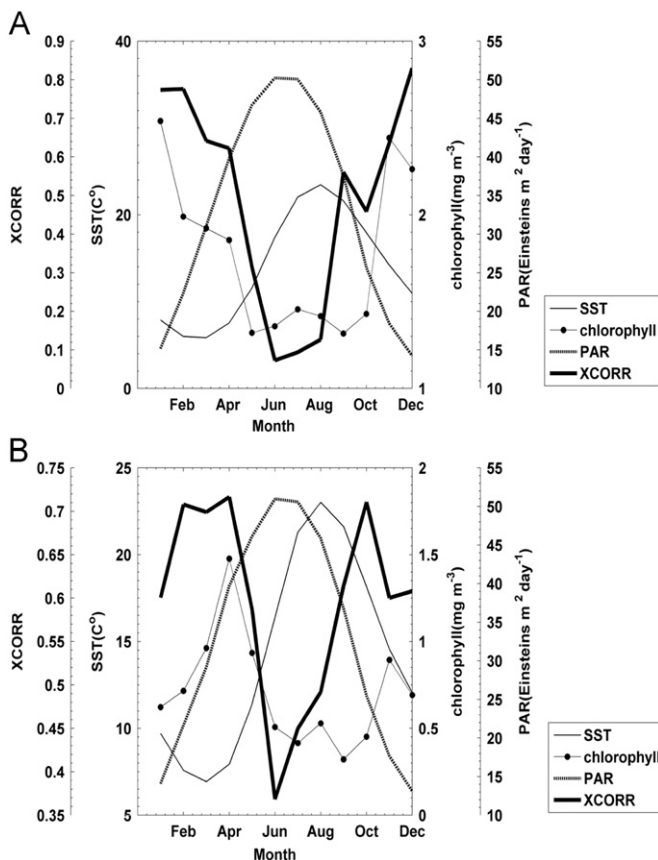 A
XCORR
0.9
0.8
0.7
0.6
0.5
0.4
0.3
0.2
0.1
0
SST(C°)
40
20
0
chlorophyll(mg m-3)
3
2
1
PAR(Einsteins m2 day-1)
55
50
45
40
35
30
25
20
15
10
Feb Apr Jun Aug Oct Dec
Month
SST
chlorophyll
PAR
XCORR
B
XCORR
0.75
0.7
0.65
0.6
0.55
0.5
0.45
0.4
0.35
SST(C°)
25
20
15
10
5
chlorophyll(mg m-3)
2
1.5
1
0.5
0
PAR(Einsteins m2 day-1)
55
50
45
40
35
30
25
20
15
10
Feb Apr Jun Aug Oct Dec
Month
SST
chlorophyll
PAR
XCORR